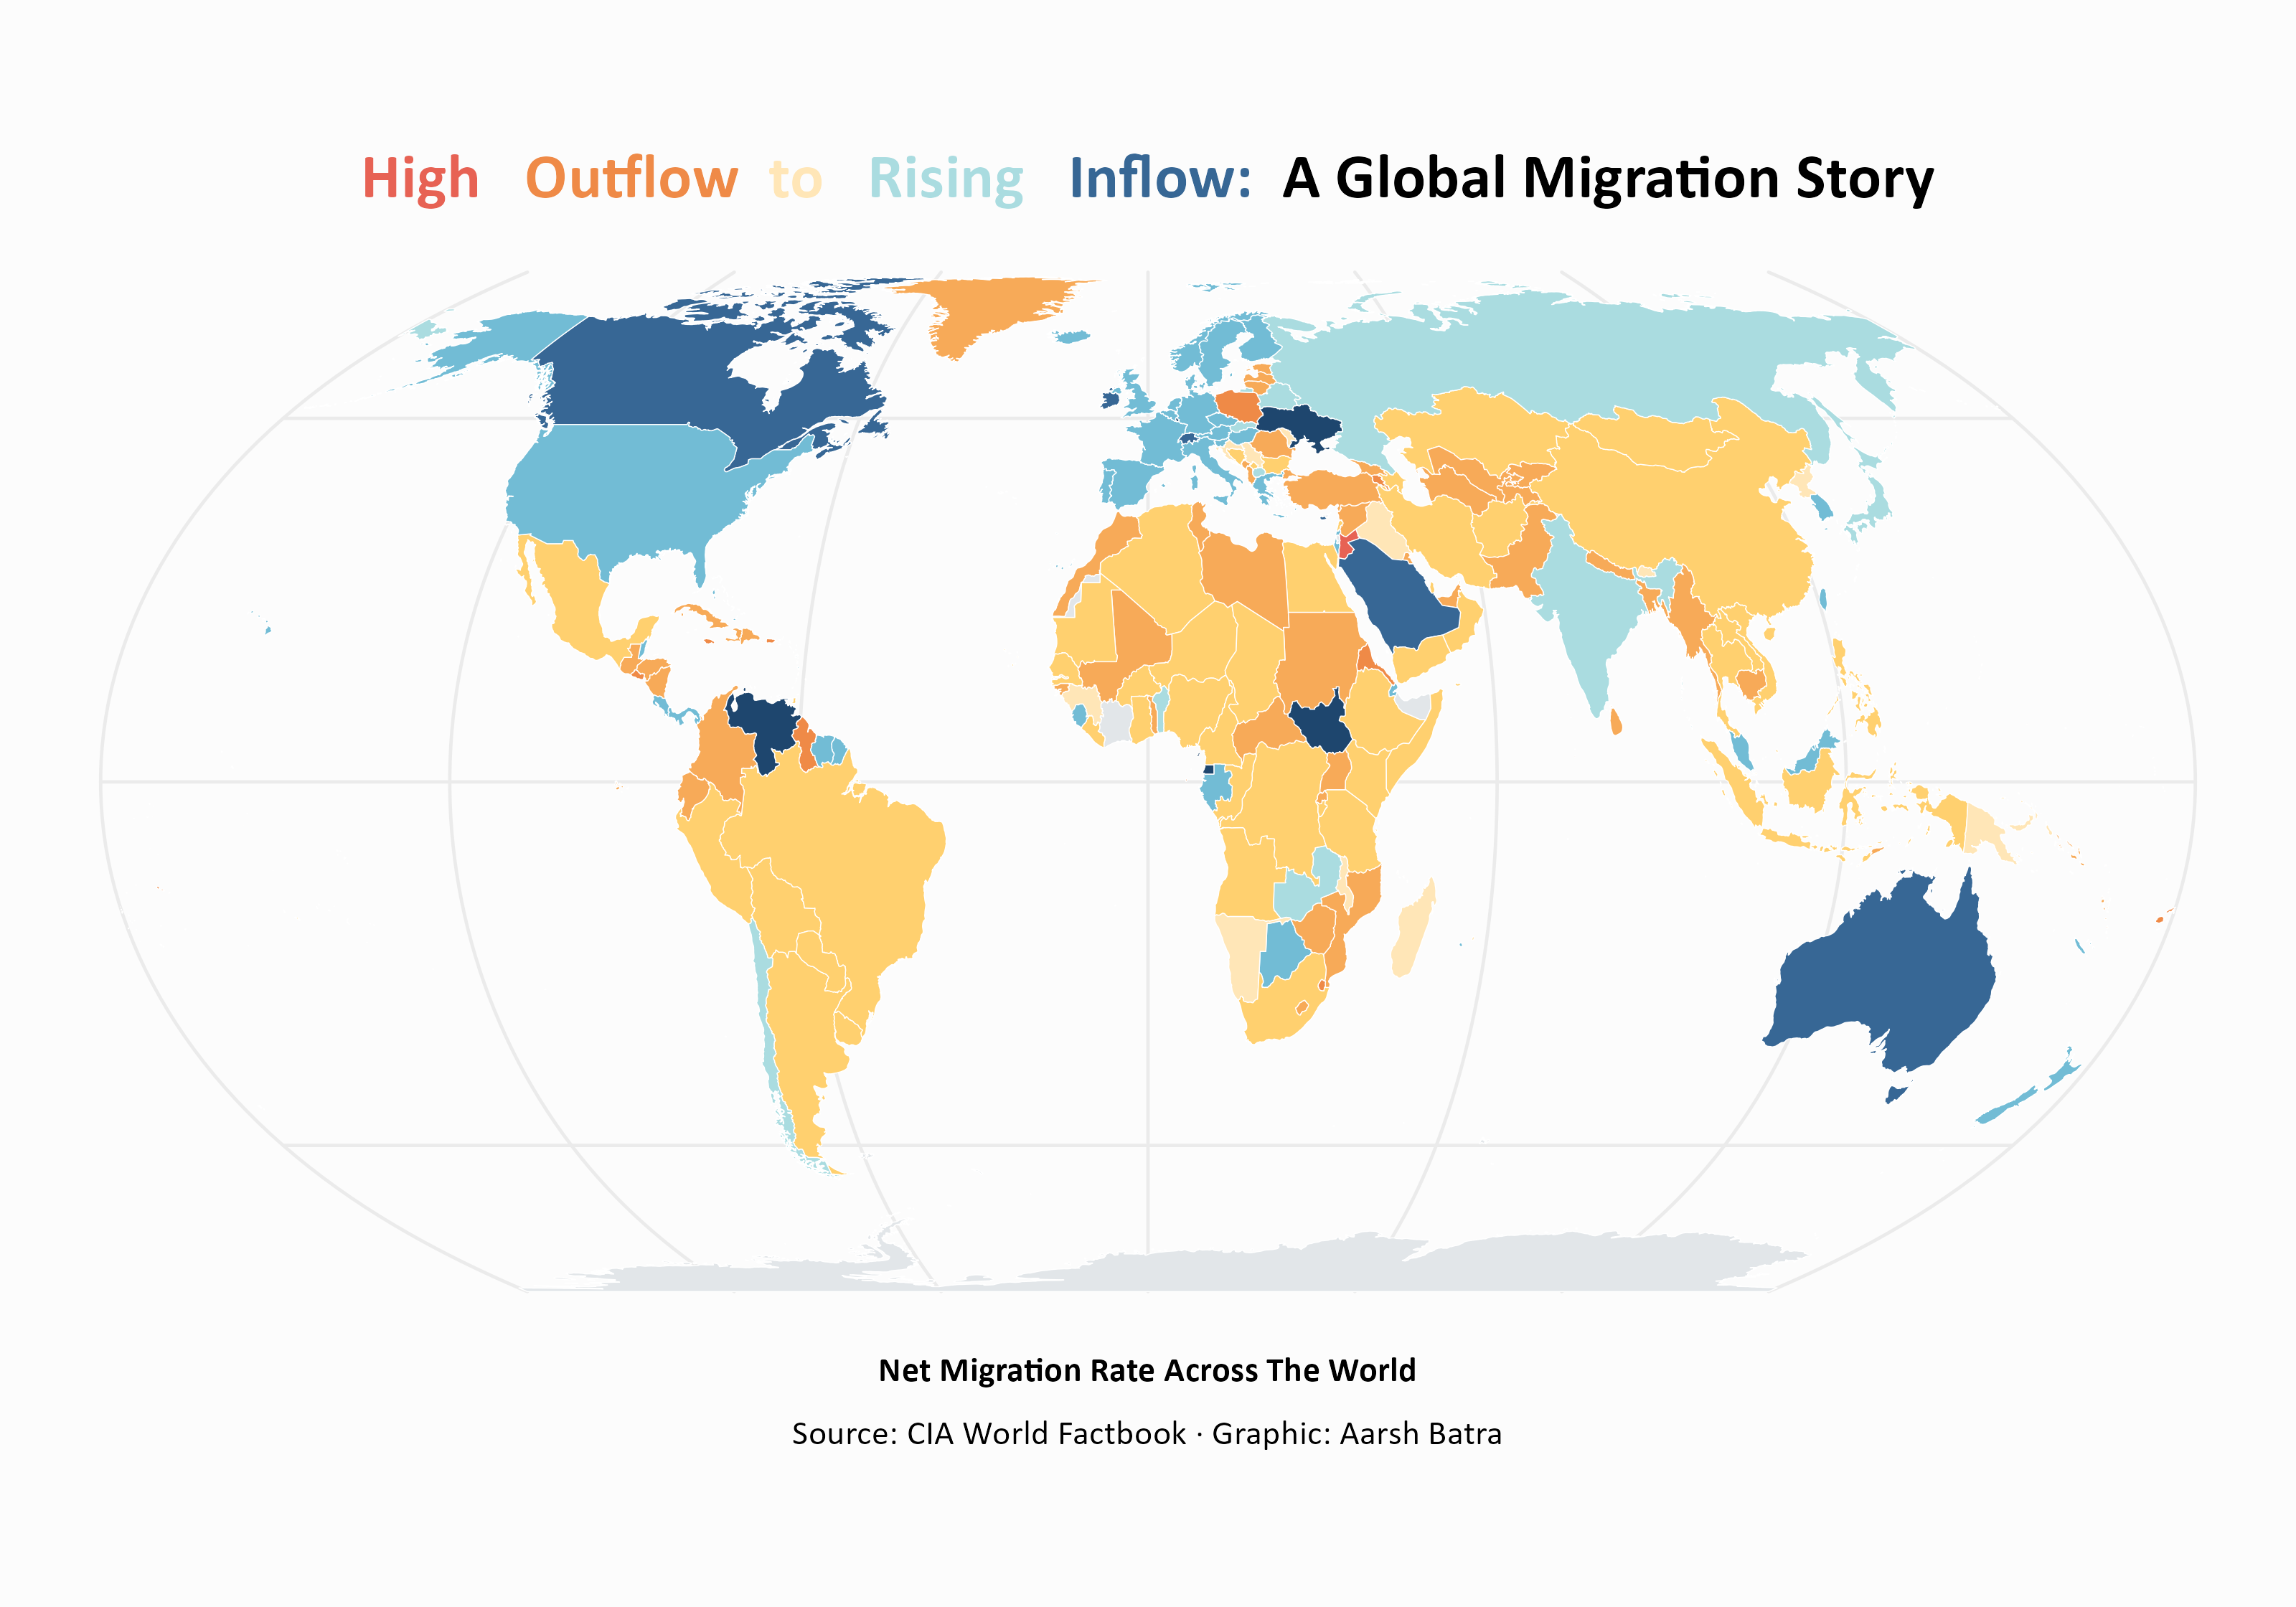 High Outflow to Rising Inflow: A Global Migration Story
Net Migration Rate Across The World
Source: CIA World Factbook · Graphic: Aarsh Batra